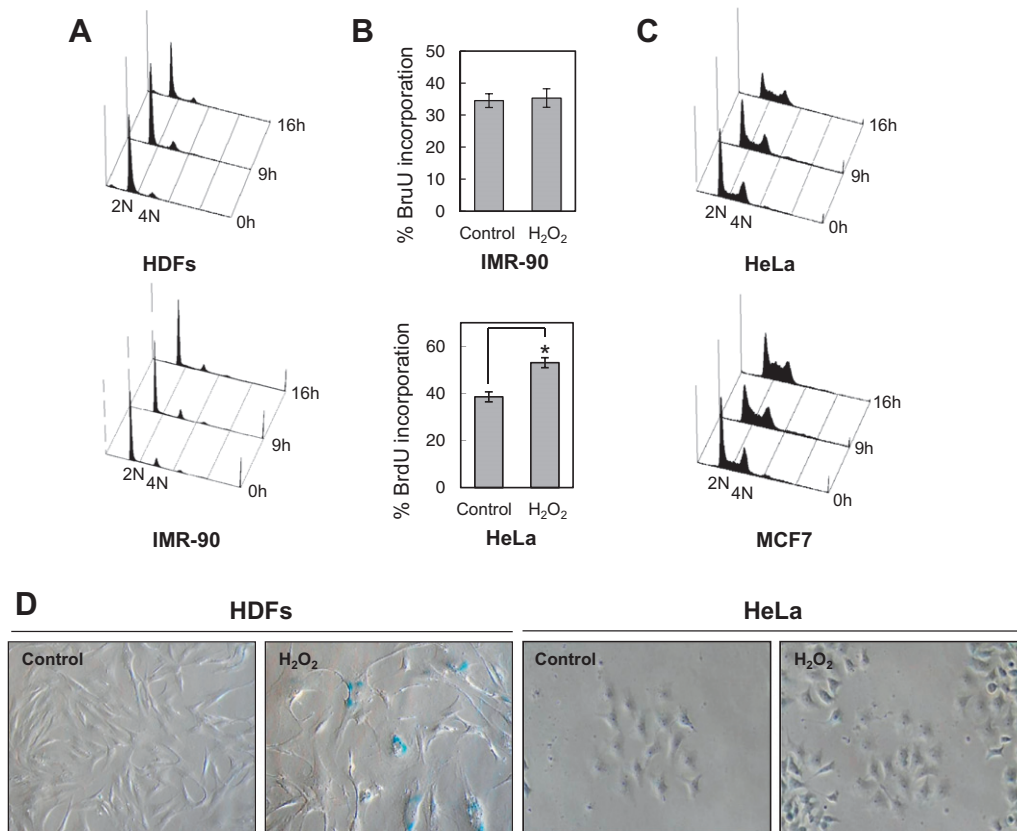 A
16h
9h
0h
2N
4N
HDFs
16h
9h
0h
2N
4N
IMR-90
B
50
40
30
20
10
0
% BruU incorporation
Control H₂O₂
IMR-90
60
40
20
0
% BrdU incorporation
*
Control H₂O₂
HeLa
C
16h
9h
0h
2N
4N
HeLa
16h
9h
0h
2N
4N
MCF7
D
HDFs
HeLa
Control
H₂O₂
Control
H₂O₂